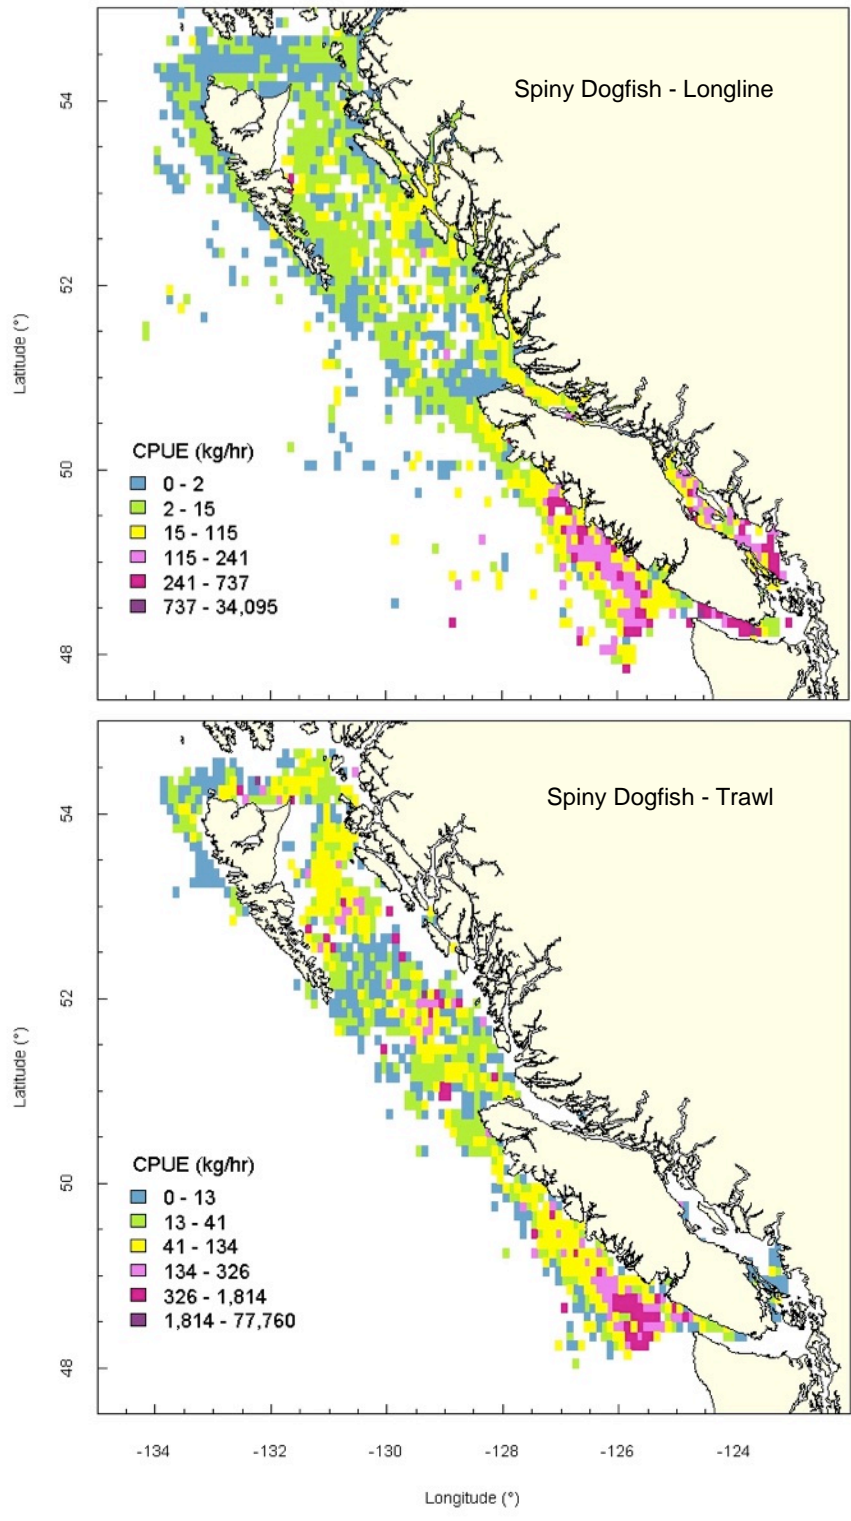 Spiny Dogfish - Longline
54
52
50
48
Latitude (°)
CPUE (kg/hr)
0 - 2
2 - 15
15 - 115
115 - 241
241 - 737
737 - 34,095
Spiny Dogfish - Trawl
54
52
50
48
Latitude (°)
CPUE (kg/hr)
0 - 13
13 - 41
41 - 134
134 - 326
326 - 1,814
1,814 - 77,760
-134 -132 -130 -128 -126 -124
Longitude (°)